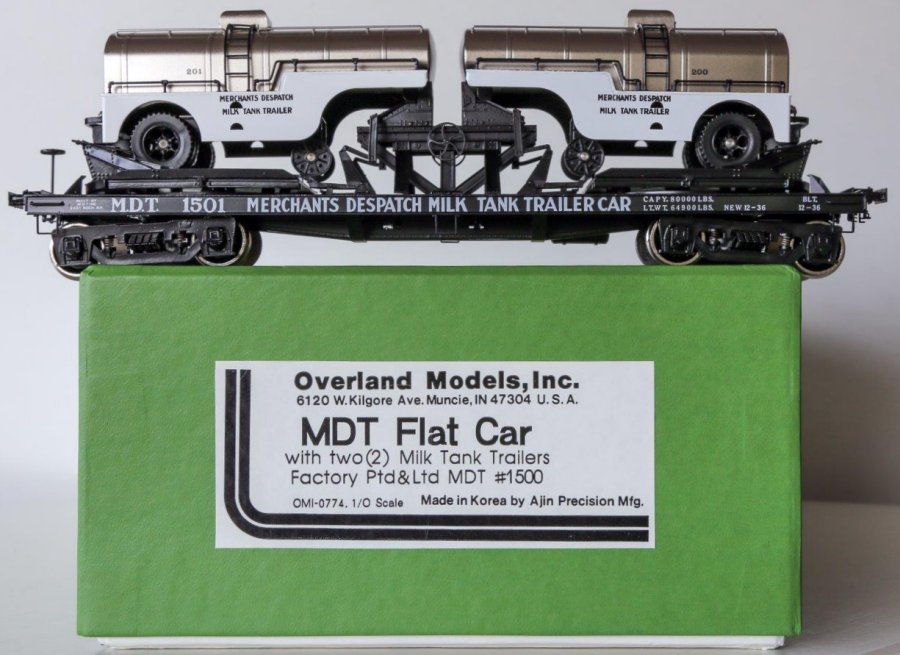 201
200
MERCHANTS DESPATCH
MILK TANK TRAILER
MERCHANTS DESPATCH
MILK TANK TRAILER
M.D.T. 1501 MERCHANTS DESPATCH MILK TANK TRAILER CAR
CAPY. 80000 LBS.
LT. WT. 64900 LBS. NEW 12-36
BLT.
12-36
Overland Models, Inc.
6120 W. Kilgore Ave. Muncie, IN 47304 U.S.A.
MDT Flat Car
with two(2) Milk Tank Trailers
Factory Ptd & Ltd MDT #1500
OMI-0774. 1/O Scale Made in Korea by Ajin Precision Mfg.